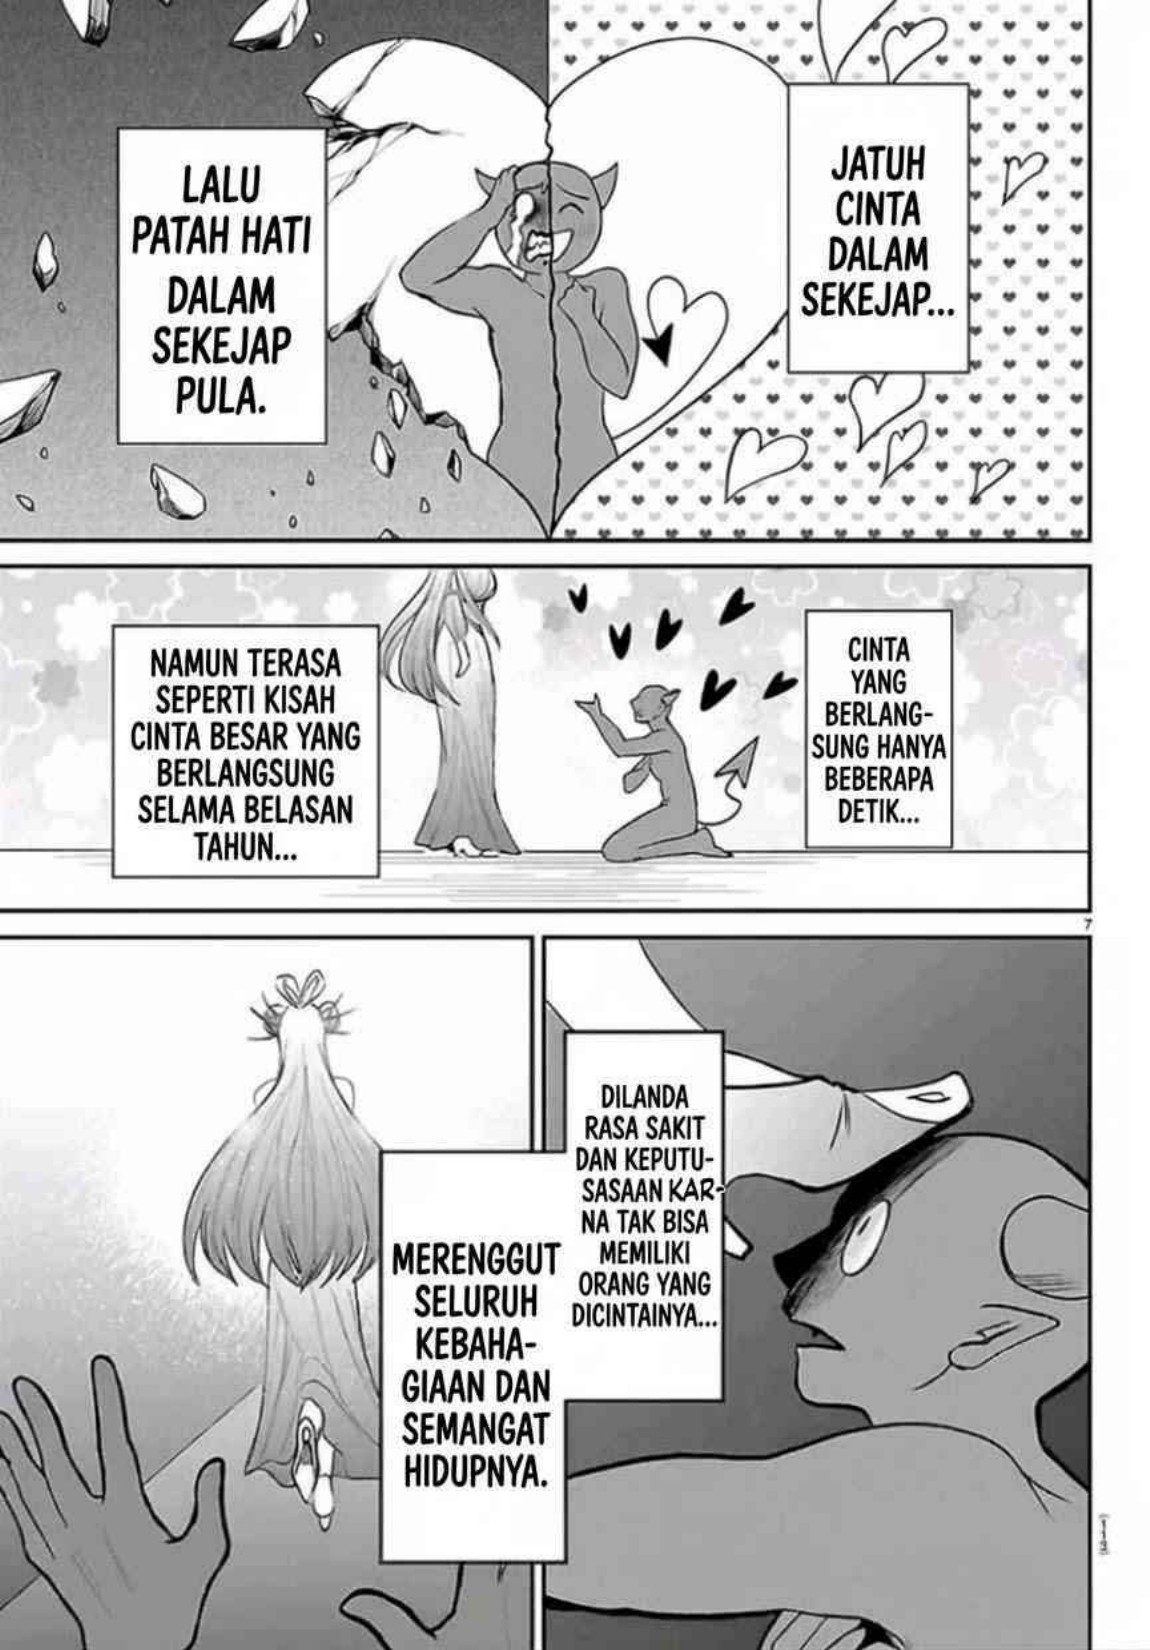 JATUH
CINTA
DALAM
SEKEJAP...
LALU
PATAH HATI
DALAM
SEKEJAP
PULA.
CINTA
YANG
BERLANG-
SUNG HANYA
BEBERAPA
DETIK...
NAMUN TERASA
SEPERTI KISAH
CINTA BESAR YANG
BERLANGSUNG
SELAMA BELASAN
TAHUN...
7
DILANDA
RASA SAKIT
DAN KEPUTU-
SASAAN KAR-
NA TAK BISA
MEMILIKI
ORANG YANG
DICINTAINYA...
MERENGGUT
SELURUH
KEBAHA-
GIAAN DAN
SEMANGAT
HIDUPNYA.